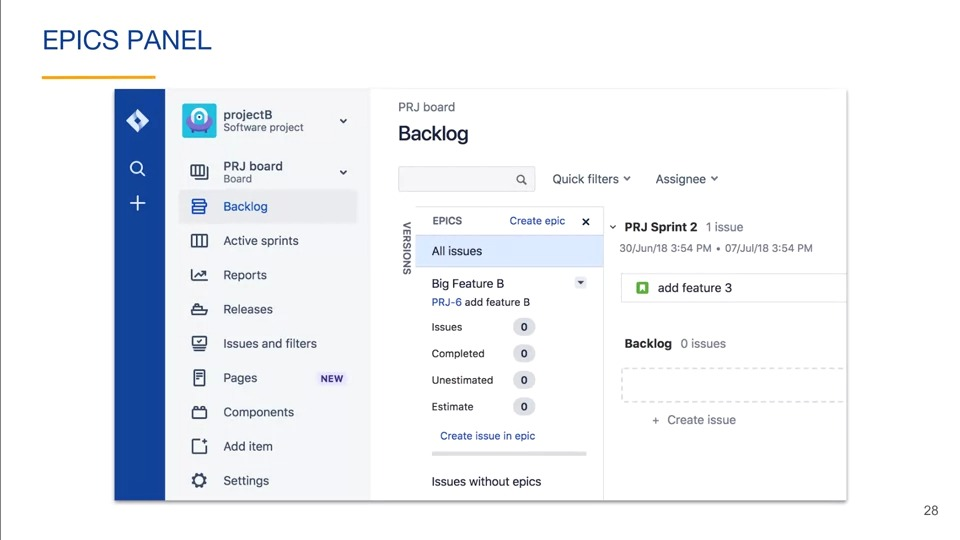 EPICS PANEL
projectB
Software project
PRJ board
Board
Backlog
Active sprints
Reports
Releases
Issues and filters
Pages NEW
Components
Add item
Settings
PRJ board
Backlog
Quick filters Assignee
VERSIONS
EPICS Create epic
All issues
Big Feature B
PRJ-6 add feature B
Issues 0
Completed 0
Unestimated 0
Estimate 0
Create issue in epic
Issues without epics
PRJ Sprint 2 1 issue
30/Jun/18 3:54 PM • 07/Jul/18 3:54 PM
add feature 3
Backlog 0 issues
+ Create issue
28